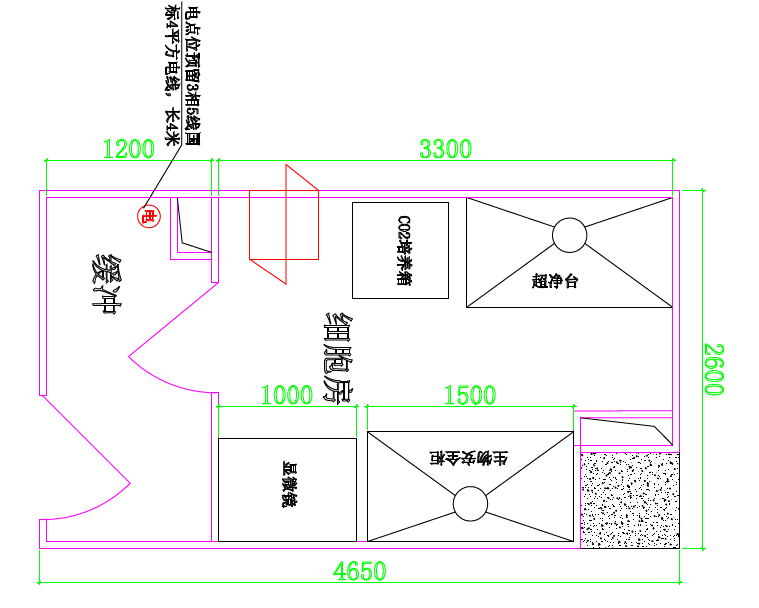 电点位预留3相5线国
标4平方电线，长4米
1200
3300
电
CO2培养箱
超净台
缓冲
细胞房
2600
1000
1500
显微镜
生物安全柜
4650